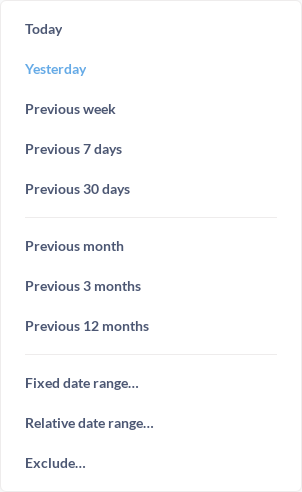 Today
Yesterday
Previous week
Previous 7 days
Previous 30 days
Previous month
Previous 3 months
Previous 12 months
Fixed date range...
Relative date range...
Exclude...